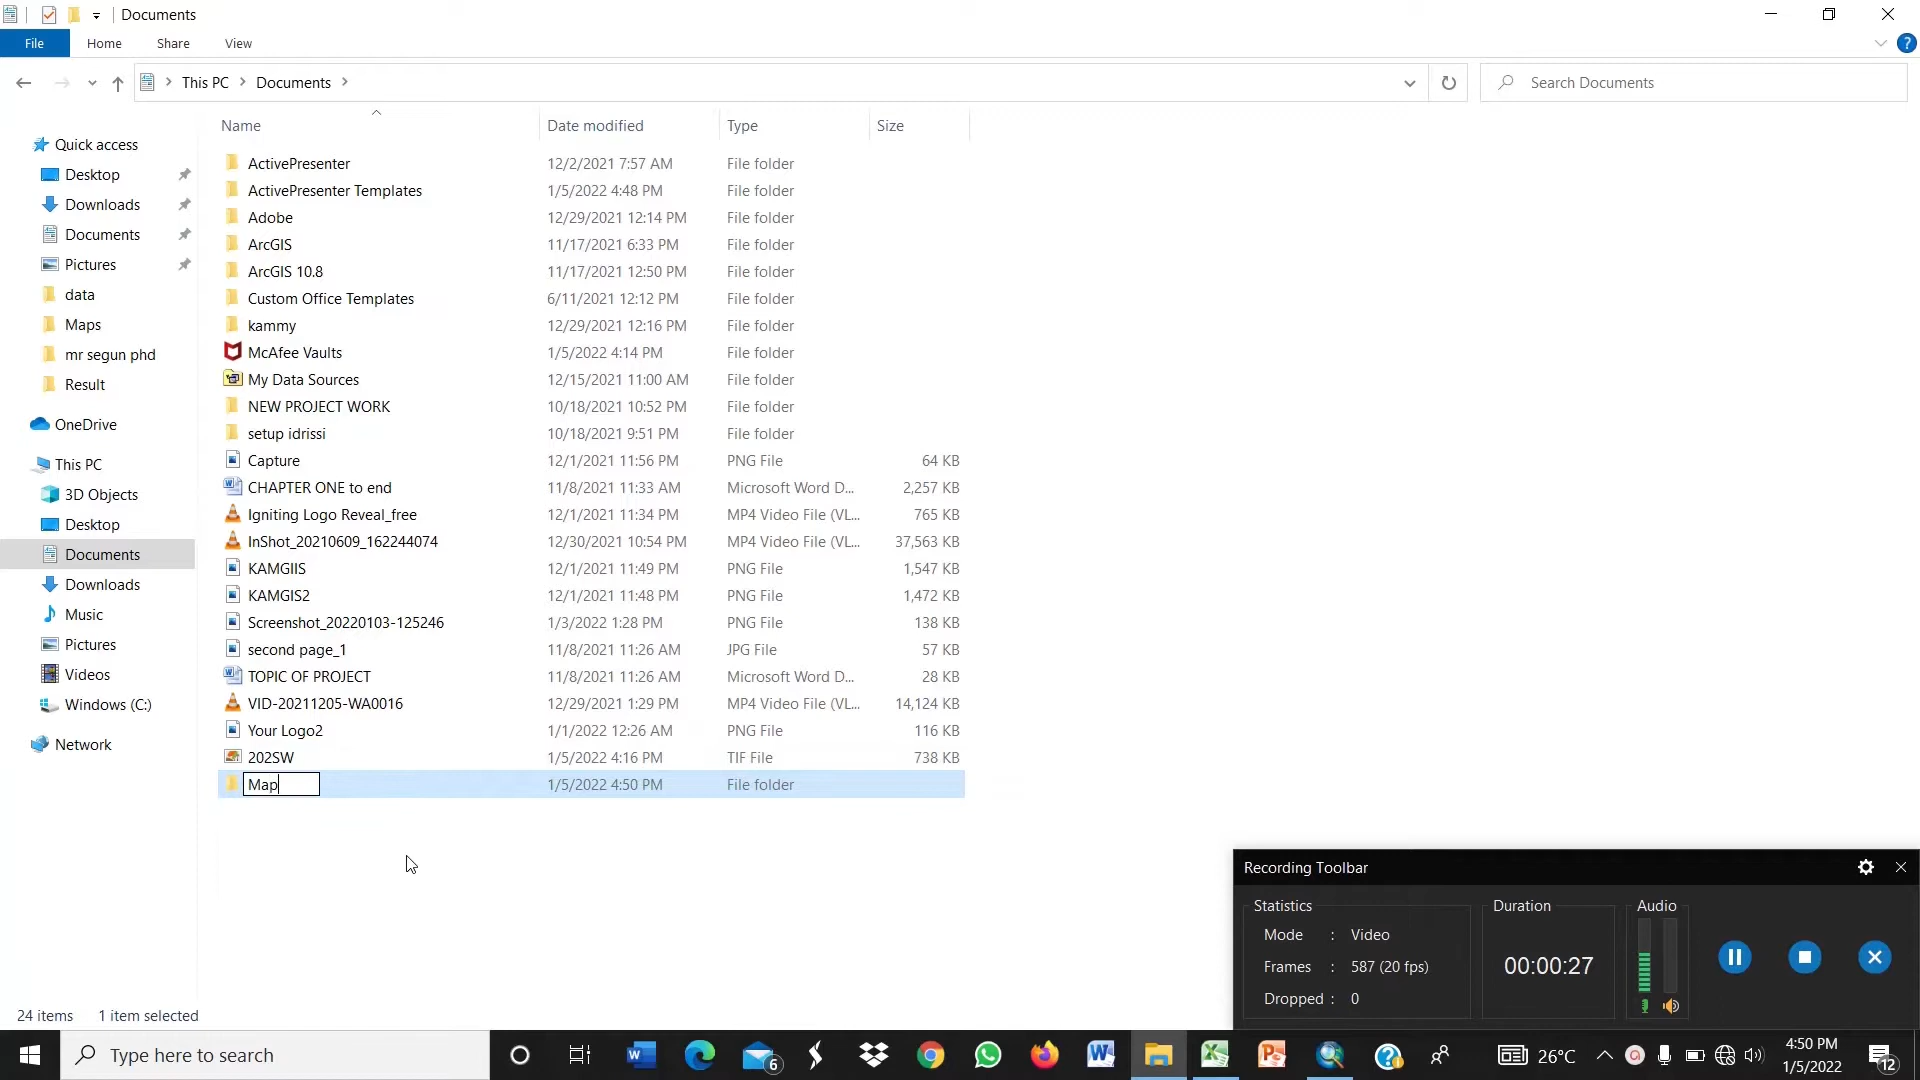 Documents
File Home Share View
This PC Documents Search Documents
Name Date modified Type Size
Quick access
Desktop
Downloads
Documents
Pictures
data
Maps
mr segun phd
Result
OneDrive
This PC
3D Objects
Desktop
Documents
Downloads
Music
Pictures
Videos
Windows (C:)
Network
ActivePresenter 12/2/2021 7:57 AM File folder
ActivePresenter Templates 1/5/2022 4:48 PM File folder
Adobe 12/29/2021 12:14 PM File folder
ArcGIS 11/17/2021 6:33 PM File folder
ArcGIS 10.8 11/17/2021 12:50 PM File folder
Custom Office Templates 6/11/2021 12:12 PM File folder
kammy 12/29/2021 12:16 PM File folder
McAfee Vaults 1/5/2022 4:14 PM File folder
My Data Sources 12/15/2021 11:00 AM File folder
NEW PROJECT WORK 10/18/2021 10:52 PM File folder
setup idrissi 10/18/2021 9:51 PM File folder
Capture 12/1/2021 11:56 PM PNG File 64 KB
CHAPTER ONE to end 11/8/2021 11:33 AM Microsoft Word D... 2,257 KB
Igniting Logo Reveal_free 12/1/2021 11:34 PM MP4 Video File (VL... 765 KB
InShot_20210609_162244074 12/30/2021 10:54 PM MP4 Video File (VL... 37,563 KB
KAMGIIS 12/1/2021 11:49 PM PNG File 1,547 KB
KAMGIS2 12/1/2021 11:48 PM PNG File 1,472 KB
Screenshot_20220103-125246 1/3/2022 1:28 PM PNG File 138 KB
second page_1 11/8/2021 11:26 AM JPG File 57 KB
TOPIC OF PROJECT 11/8/2021 11:26 AM Microsoft Word D... 28 KB
VID-20211205-WA0016 12/29/2021 1:29 PM MP4 Video File (VL... 14,124 KB
Your Logo2 1/1/2022 12:26 AM PNG File 116 KB
202SW 1/5/2022 4:16 PM TIF File 738 KB
Map 1/5/2022 4:50 PM File folder
Recording Toolbar
Statistics Duration Audio
Mode : Video
Frames : 587 (20 fps)
Dropped : 0
00:00:27
24 items 1 item selected
Type here to search
6
26°C
4:50 PM
1/5/2022
12